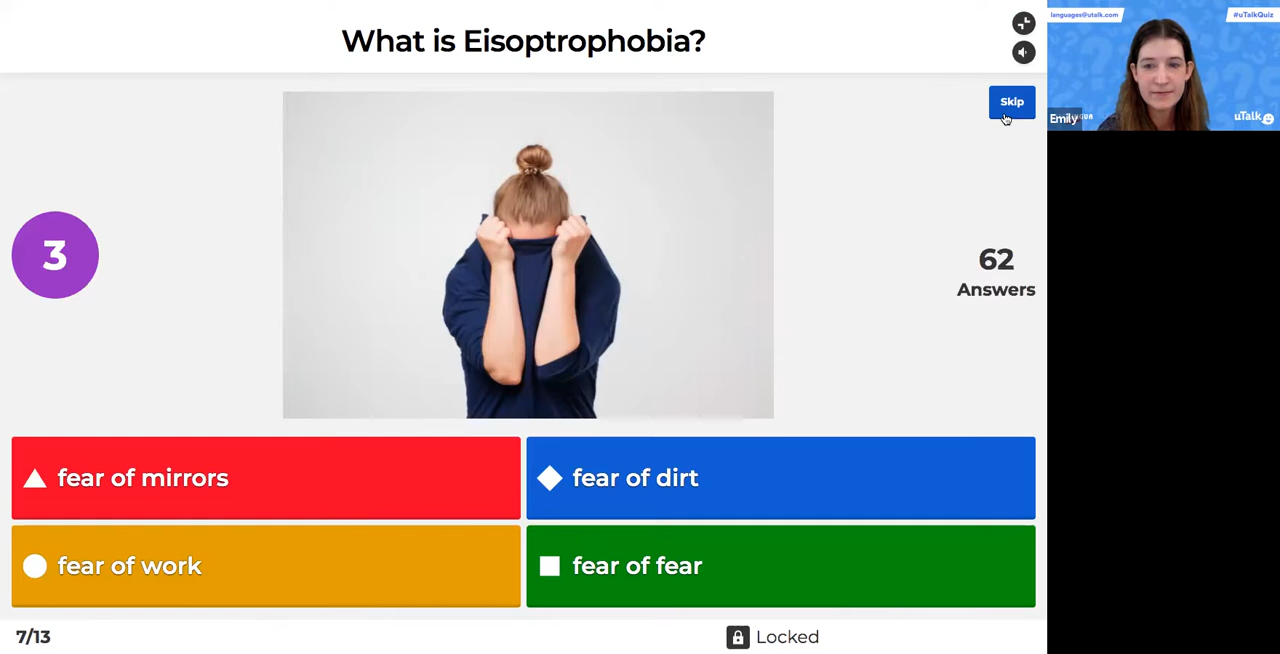 What is Eisoptrophobia?
languages@utalk.com
#uTalkQuiz
Skip
Emily
uTalk
3
62
Answers
fear of mirrors
fear of dirt
fear of work
fear of fear
7/13
Locked